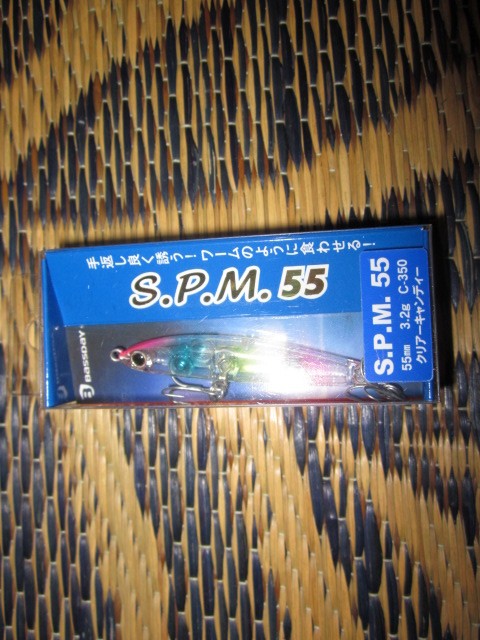 手返し良く誘う!ワームのように食わせる!
S.P.M. 55
BASSDAY
S.P.M. 55
55mm 3.2g C-350
クリアーキャンディー